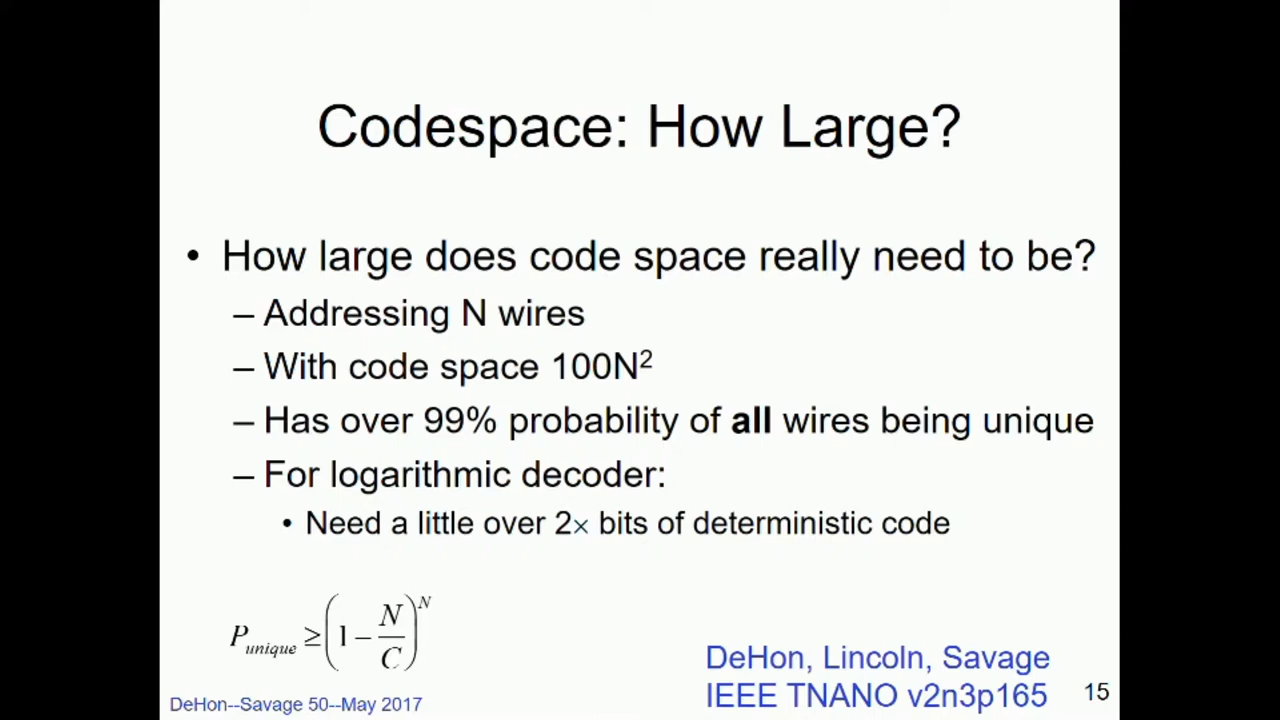 Codespace: How Large?
• How large does code space really need to be?
– Addressing N wires
– With code space 100N²
– Has over 99% probability of all wires being unique
– For logarithmic decoder:
• Need a little over 2× bits of deterministic code
P_unique ≥ (1 − N/C)^N
DeHon, Lincoln, Savage
IEEE TNANO v2n3p165
15
DeHon--Savage 50--May 2017